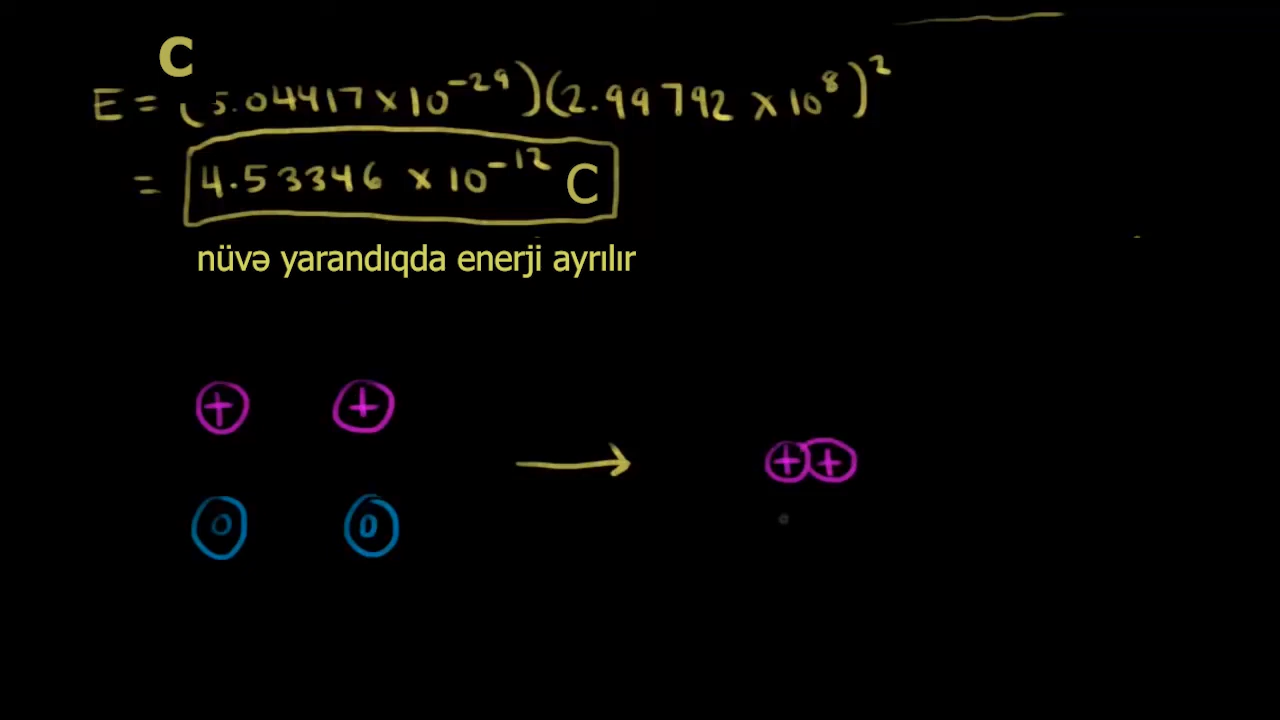 C
E = (5.04417 x 10⁻²⁹)(2.99792 x 10⁸)²
= 4.53346 x 10⁻¹² C
nüvə yarandıqda enerji ayrılır
+ + + +
0 0